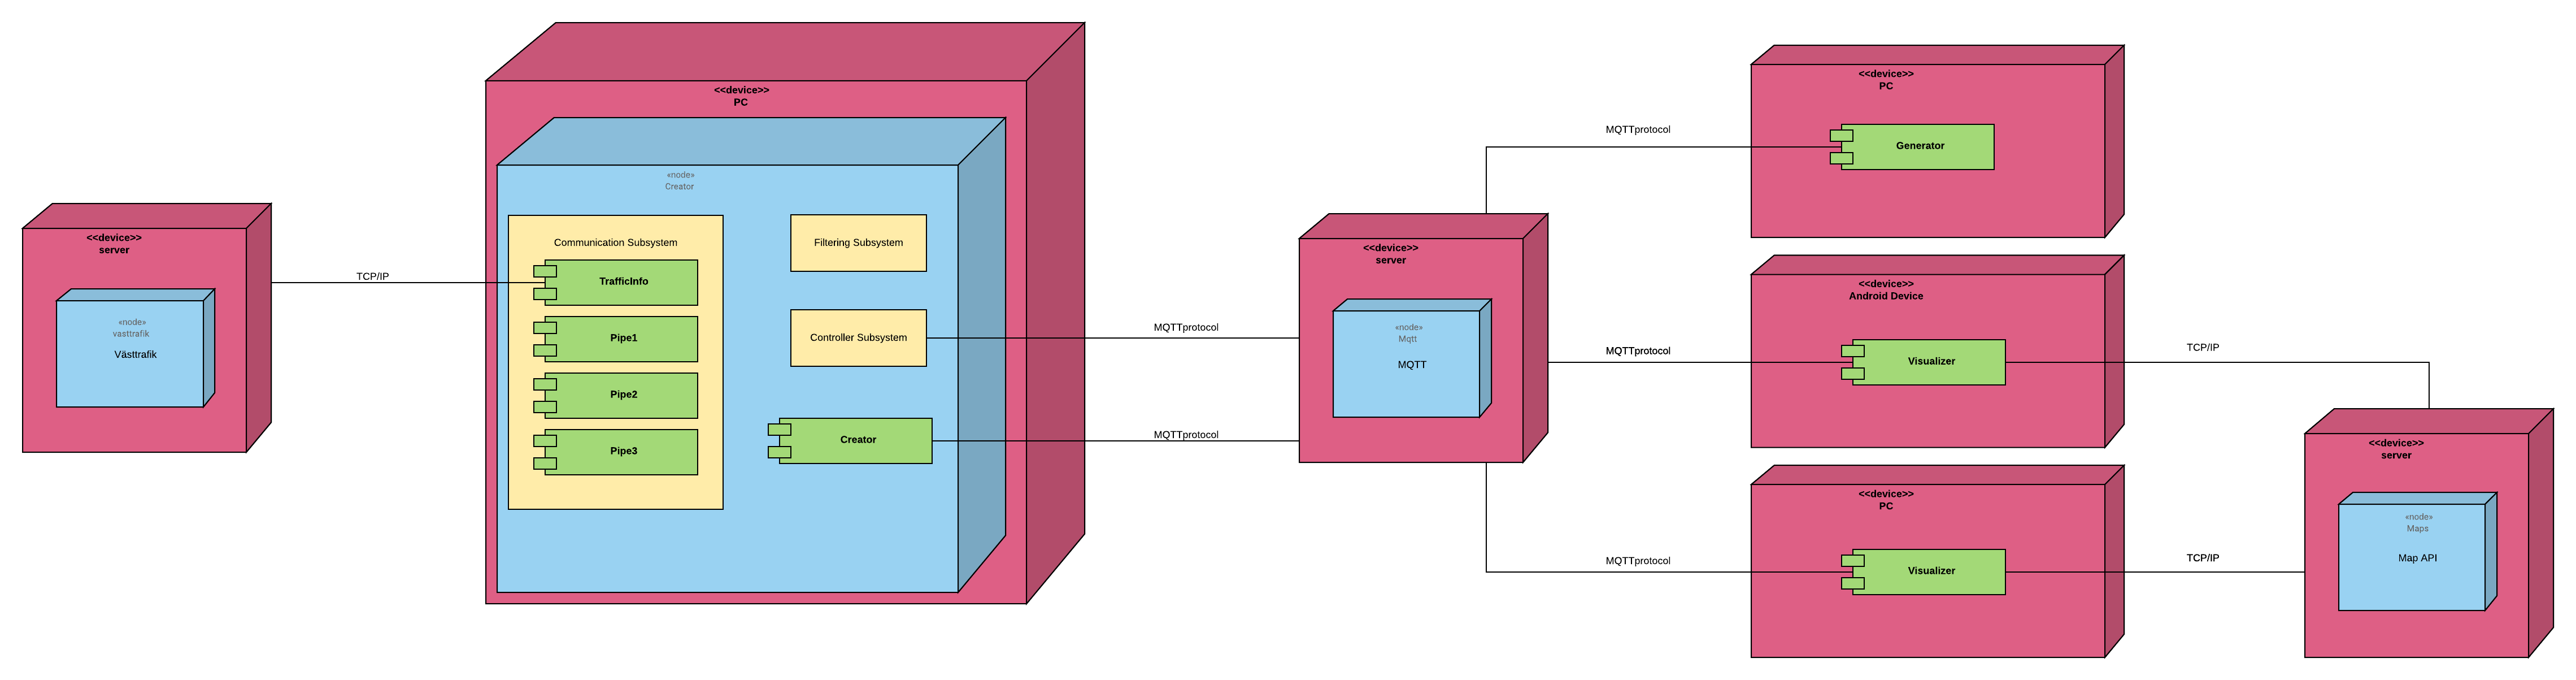 <<device>>
server
«node»
vasttrafik
Västtrafik
TCP/IP
<<device>>
PC
«node»
Creator
Communication Subsystem
TrafficInfo
Pipe1
Pipe2
Pipe3
Filtering Subsystem
Controller Subsystem
Creator
MQTTprotocol
MQTTprotocol
<<device>>
server
«node»
Mqtt
MQTT
MQTTprotocol
MQTTprotocol
MQTTprotocol
<<device>>
PC
Generator
<<device>>
Android Device
Visualizer
<<device>>
PC
Visualizer
TCP/IP
TCP/IP
<<device>>
server
«node»
Maps
Map API